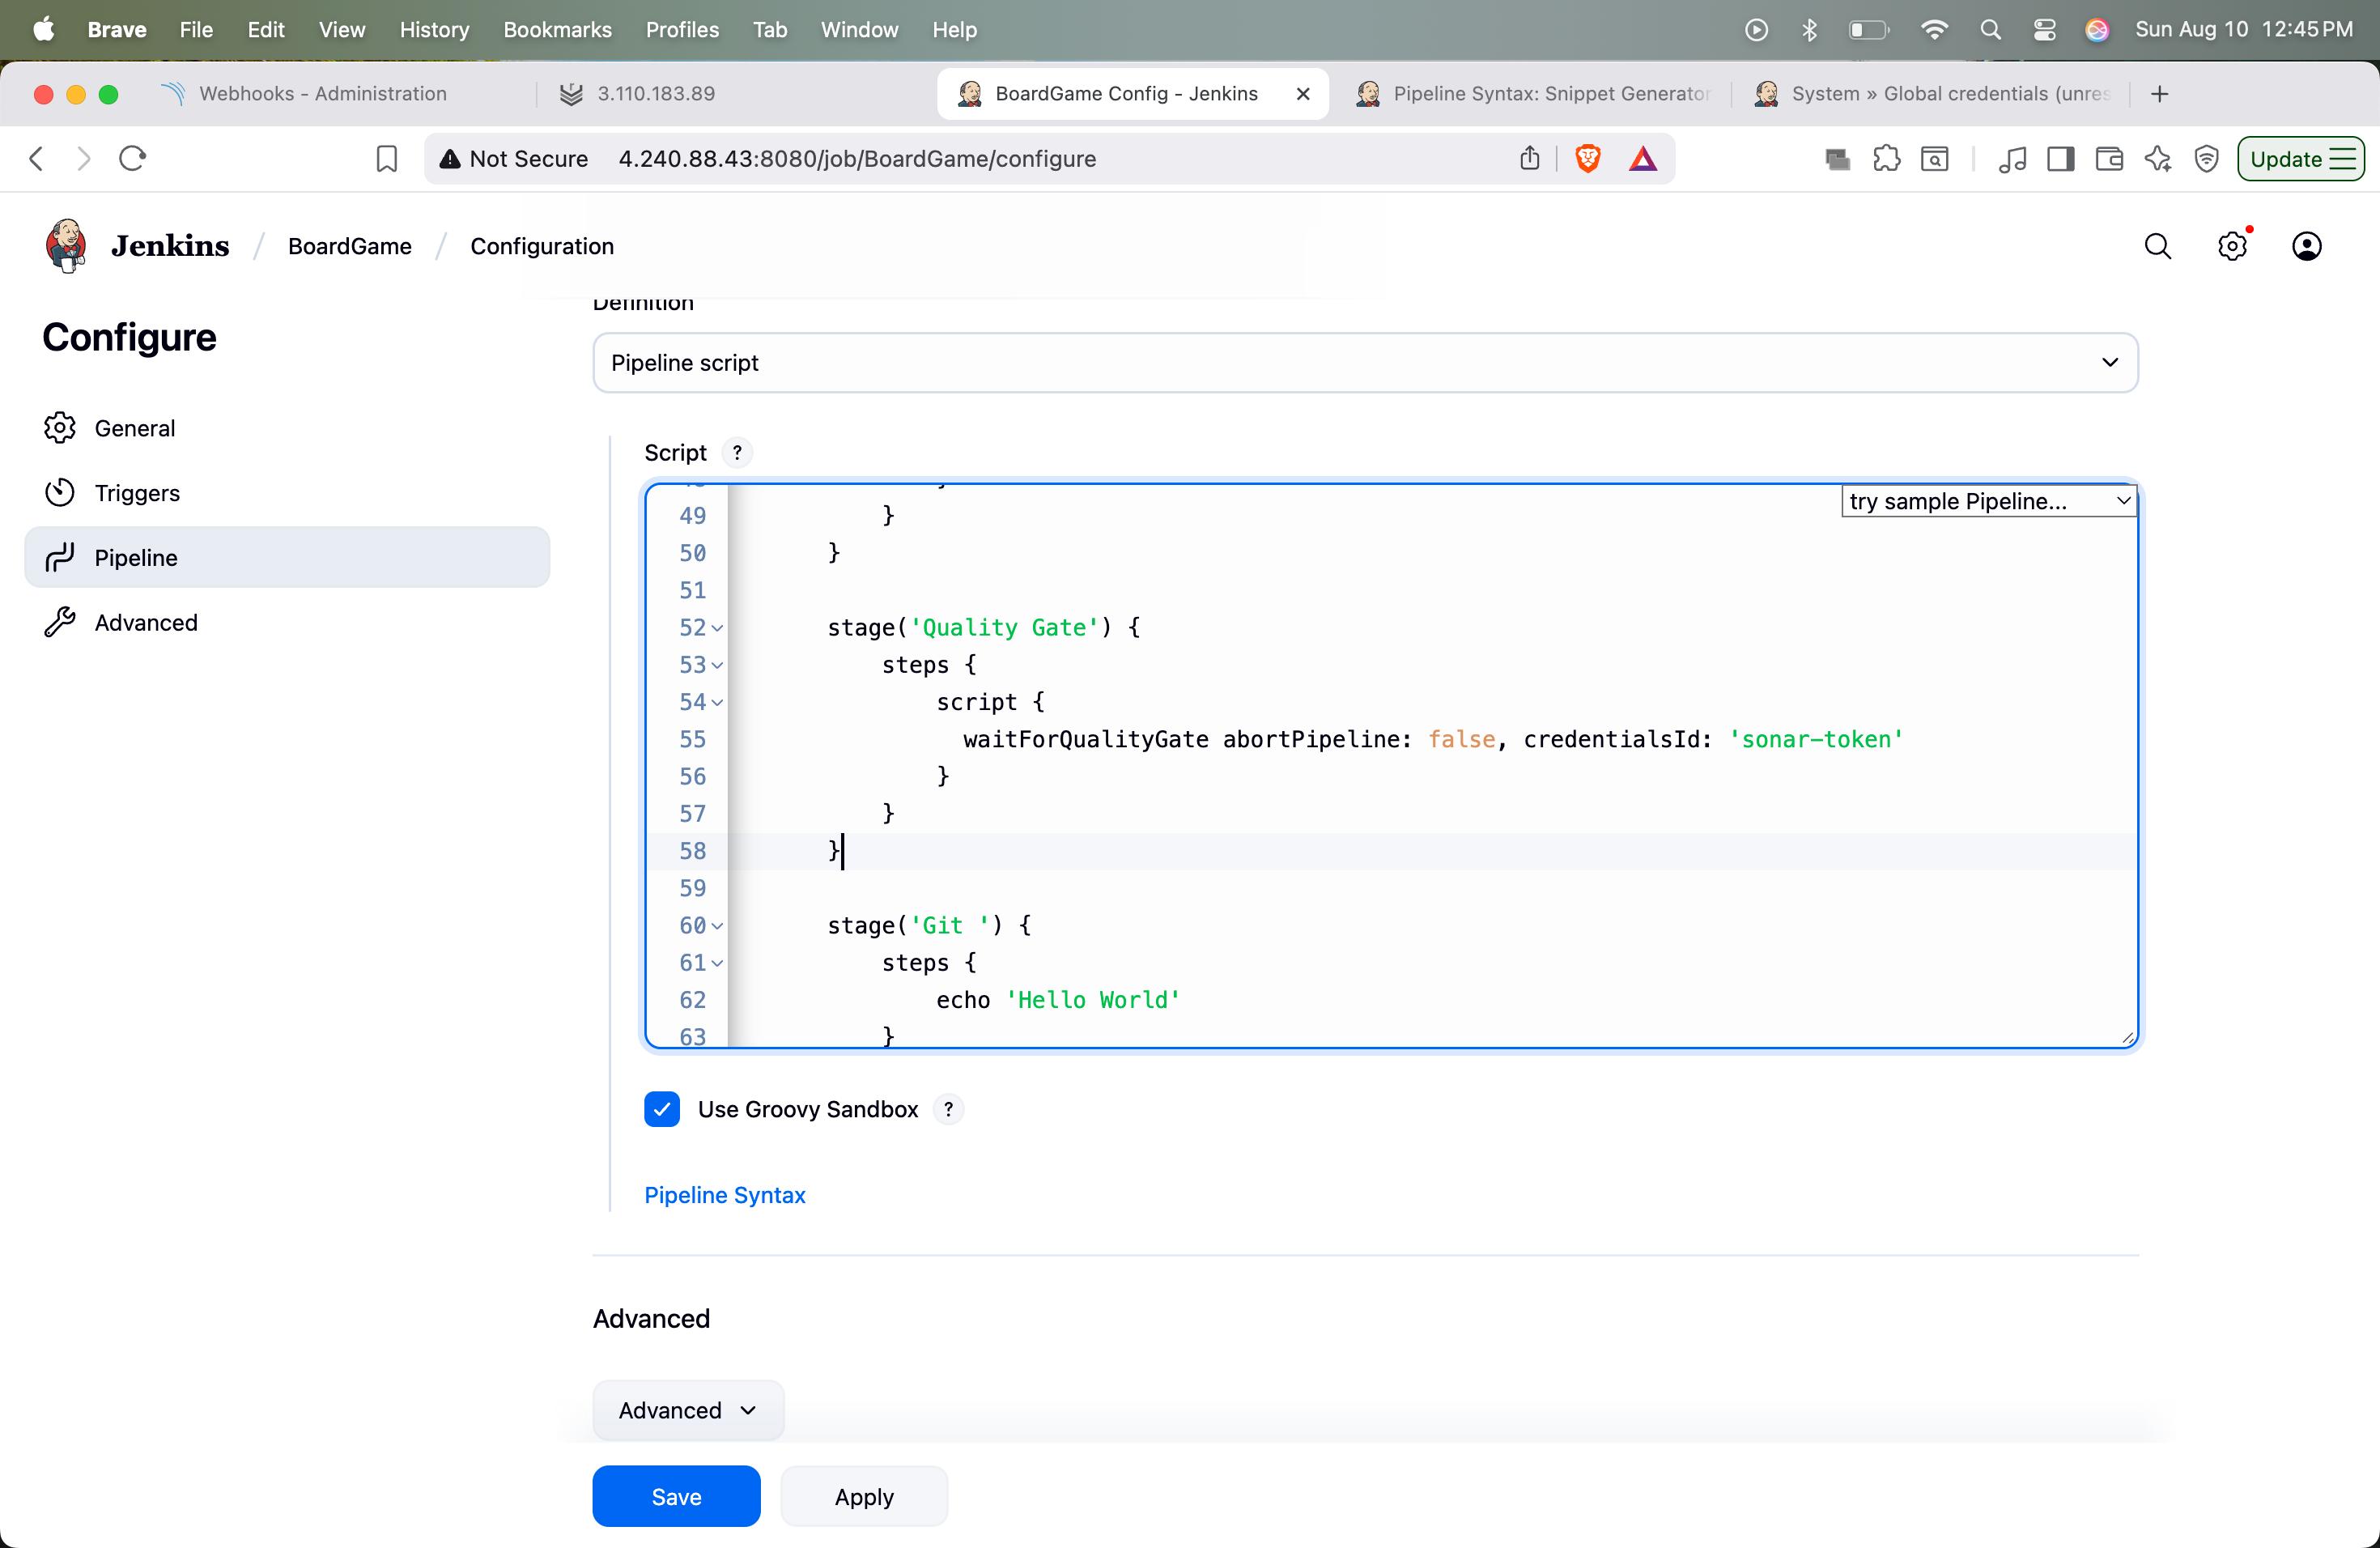 Brave File Edit View History Bookmarks Profiles Tab Window Help Sun Aug 10 12:45 PM
Webhooks - Administration 3.110.183.89 BoardGame Config - Jenkins Pipeline Syntax: Snippet Generator System » Global credentials (unres
Not Secure 4.240.88.43:8080/job/BoardGame/configure Update
Jenkins / BoardGame / Configuration
Definition
Configure
Pipeline script
General
Triggers
Pipeline
Advanced
Script ?
try sample Pipeline...
49 }
50 }
51
52 stage('Quality Gate') {
53 steps {
54 script {
55 waitForQualityGate abortPipeline: false, credentialsId: 'sonar-token'
56 }
57 }
58 }
59
60 stage('Git ') {
61 steps {
62 echo 'Hello World'
63 }
Use Groovy Sandbox ?
Pipeline Syntax
Advanced
Advanced
Save Apply